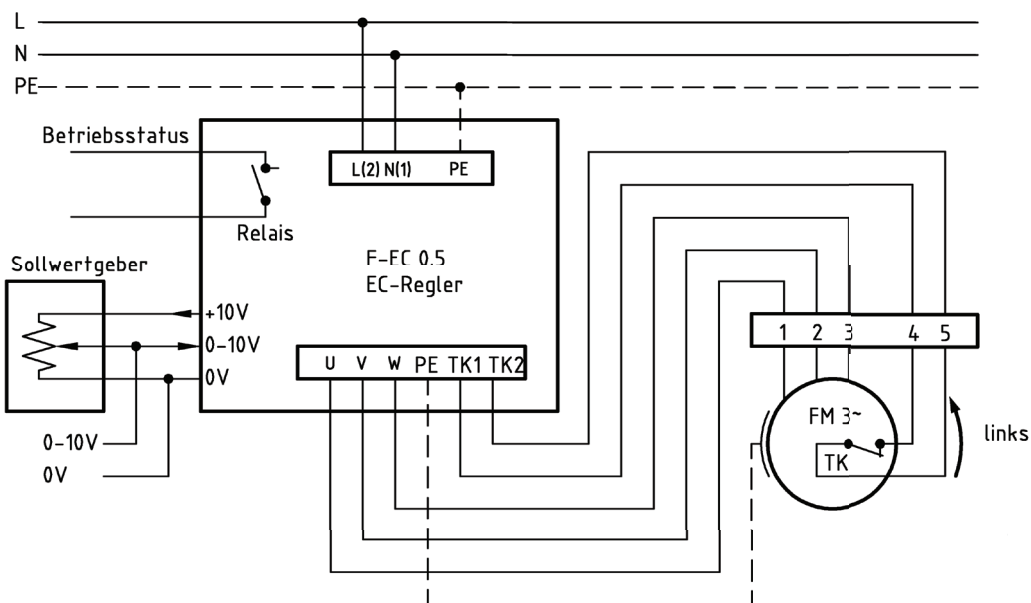 L
N
PE
Betriebsstatus
L(2) N(1) PE
Relais
F-EC 0.5
EC-Regler
Sollwertgeber
+10V
0-10V
0V
U V W PE TK1 TK2
0-10V
0V
1 2 3 4 5
FM 3~
TK
links